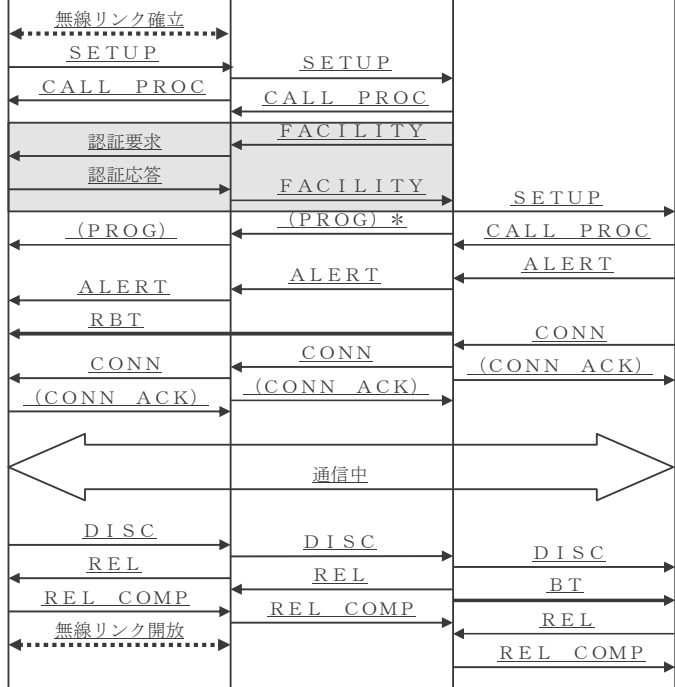 無線リンク確立
SETUP
SETUP
CALL PROC
CALL PROC
FACILITY
認証要求
認証応答
FACILITY
SETUP
(PROG)*
(PROG)
CALL PROC
ALERT
ALERT
ALERT
RBT
CONN
CONN
CONN
(CONN ACK)
(CONN ACK)
(CONN ACK)
通信中
DISC
DISC
DISC
REL
REL
BT
REL COMP
REL COMP
REL
無線リンク開放
REL COMP